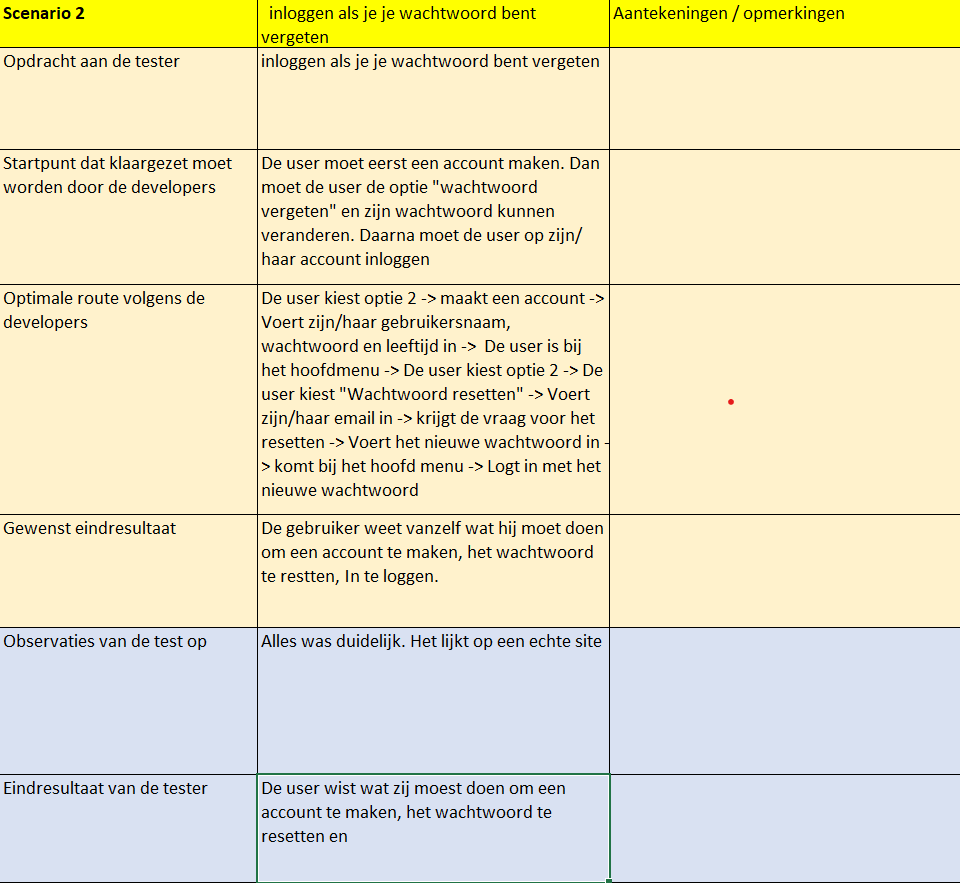 Scenario 2
inloggen als je je wachtwoord bent
vergeten
Aantekeningen / opmerkingen
Opdracht aan de tester
inloggen als je je wachtwoord bent vergeten
Startpunt dat klaargezet moet
worden door de developers
De user moet eerst een account maken. Dan
moet de user de optie "wachtwoord
vergeten" en zijn wachtwoord kunnen
veranderen. Daarna moet de user op zijn/
haar account inloggen
Optimale route volgens de
developers
De user kiest optie 2 -> maakt een account ->
Voert zijn/haar gebruikersnaam,
wachtwoord en leeftijd in -> De user is bij
het hoofdmenu -> De user kiest optie 2 -> De
user kiest "Wachtwoord resetten" -> Voert
zijn/haar email in -> krijgt de vraag voor het
resetten -> Voert het nieuwe wachtwoord in -
> komt bij het hoofd menu -> Logt in met het
nieuwe wachtwoord
Gewenst eindresultaat
De gebruiker weet vanzelf wat hij moet doen
om een account te maken, het wachtwoord
te restten, In te loggen.
Observaties van de test op
Alles was duidelijk. Het lijkt op een echte site
Eindresultaat van de tester
De user wist wat zij moest doen om een
account te maken, het wachtwoord te
resetten en